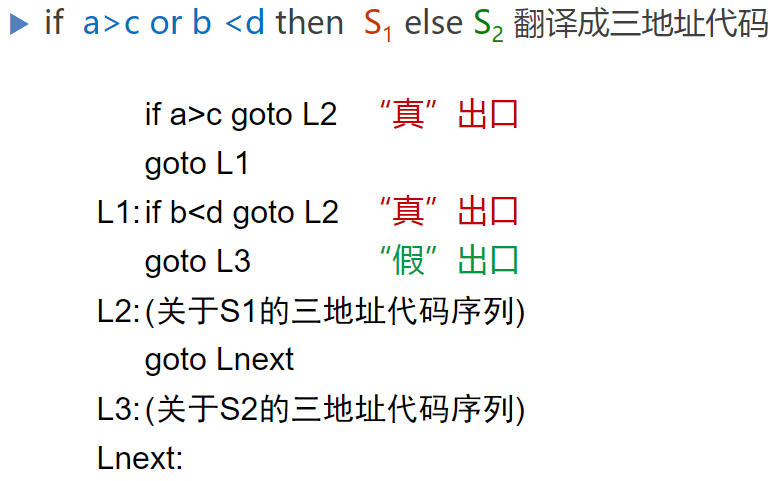 if a>c or b <d then S1 else S2 翻译成三地址代码
if a>c goto L2 “真”出口
goto L1
L1:if b<d goto L2 “真”出口
goto L3 “假”出口
L2:(关于S1的三地址代码序列)
goto Lnext
L3:(关于S2的三地址代码序列)
Lnext: